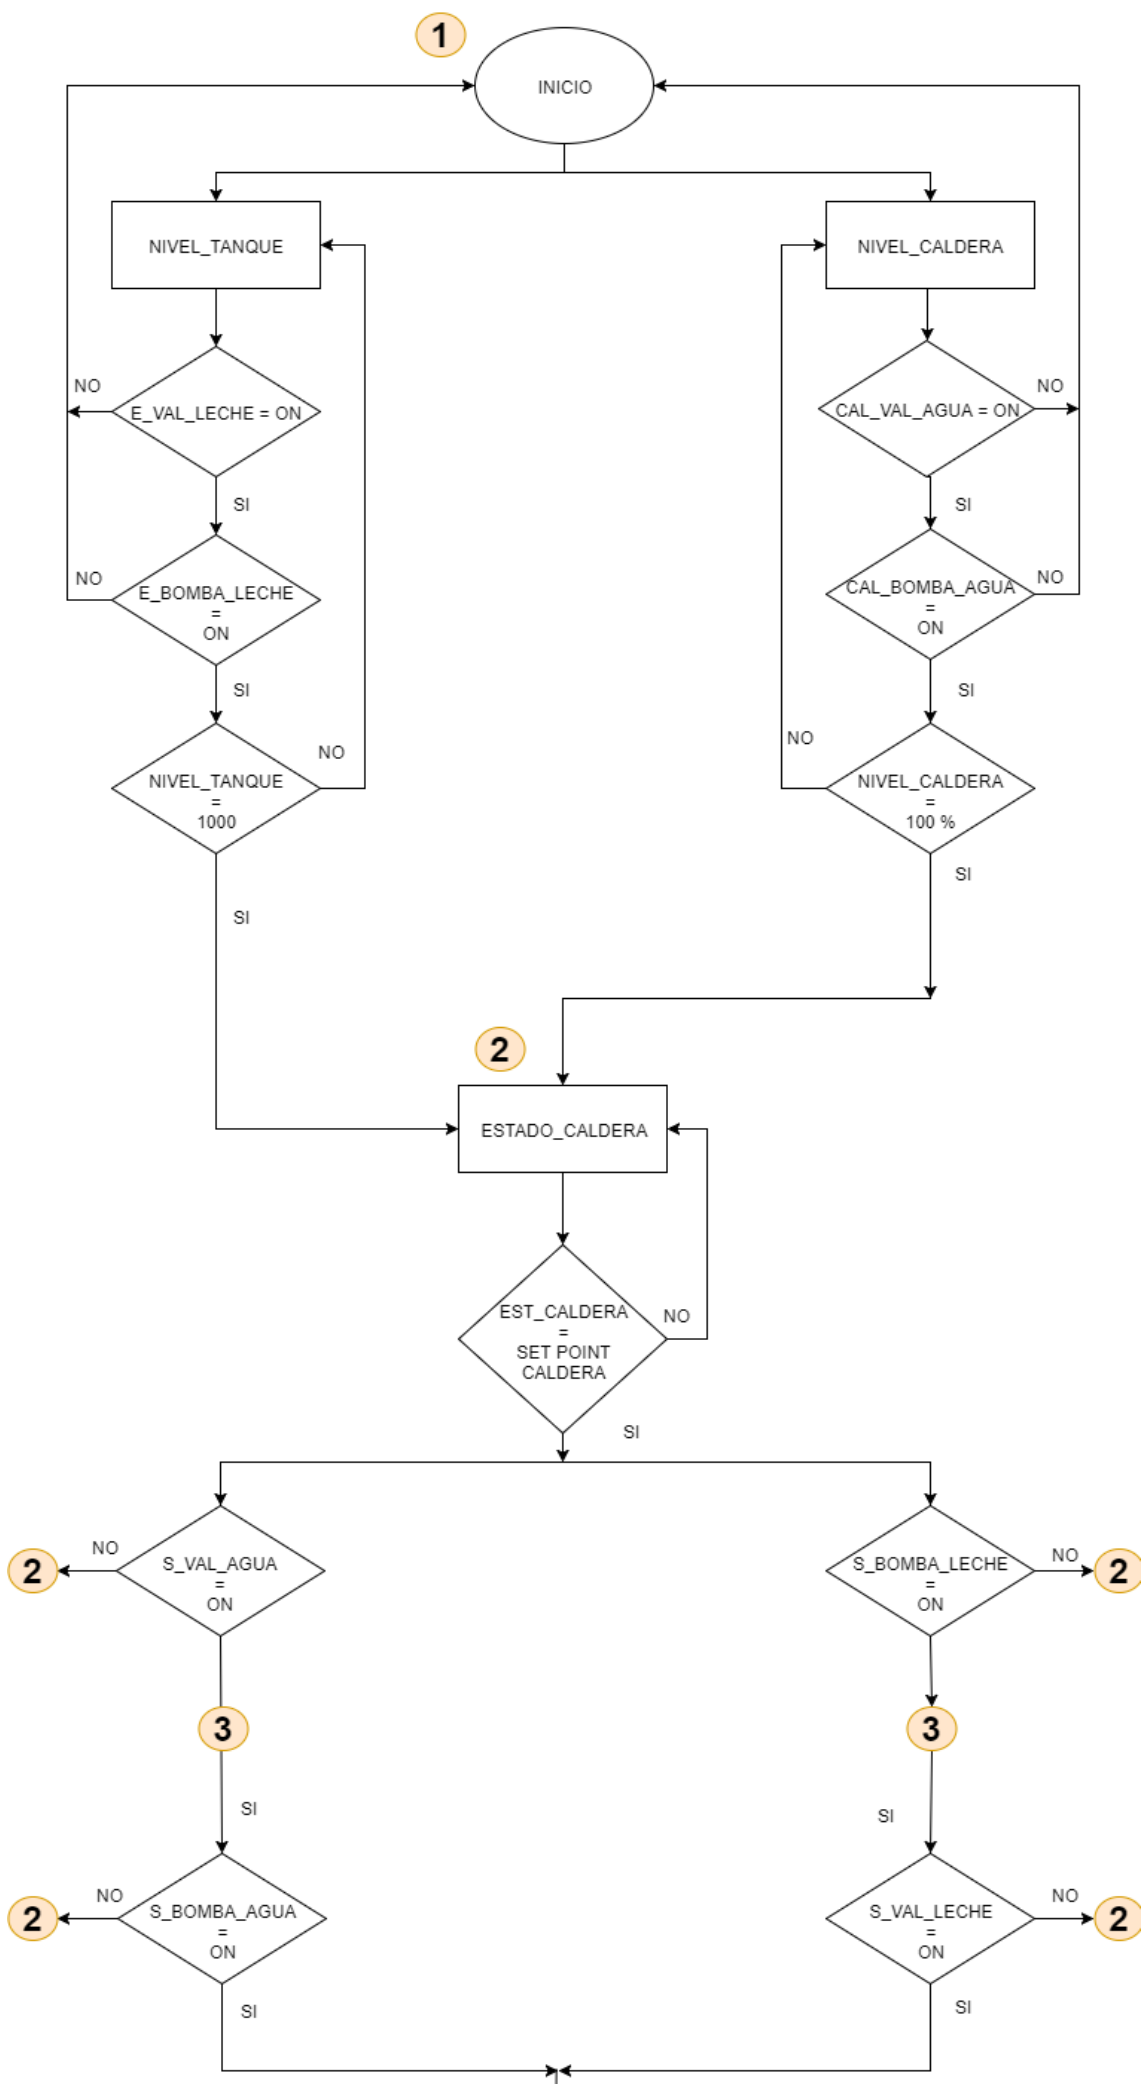 1
INICIO
NIVEL_TANQUE
NIVEL_CALDERA
NO
E_VAL_LECHE = ON
CAL_VAL_AGUA = ON
NO
SI
SI
NO
E_BOMBA_LECHE
=
ON
CAL_BOMBA_AGUA
=
ON
NO
SI
SI
NIVEL_TANQUE
=
1000
NO
NO
NIVEL_CALDERA
=
100 %
SI
SI
2
ESTADO_CALDERA
EST_CALDERA
=
SET POINT
CALDERA
NO
SI
2
NO
S_VAL_AGUA
=
ON
S_BOMBA_LECHE
=
ON
NO
2
3
3
SI
SI
2
NO
S_BOMBA_AGUA
=
ON
S_VAL_LECHE
=
ON
NO
2
SI
SI